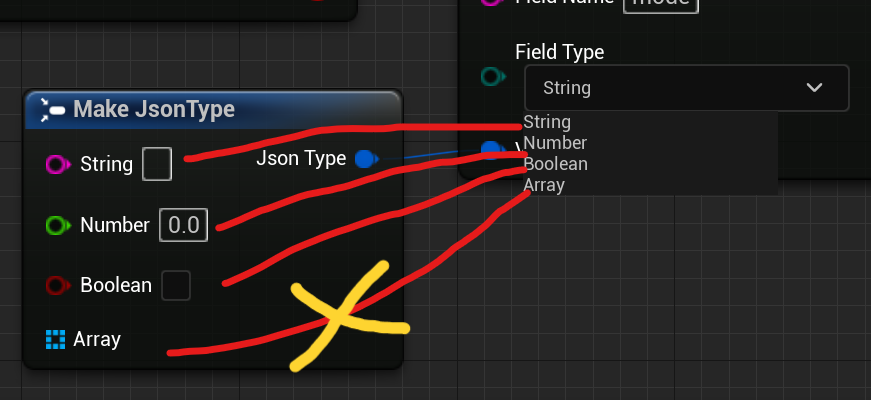 Field Name mode
Field Type
String
Make JsonType
String
Number
Boolean
Array
String
Json Type
Number 0.0
Boolean
Array